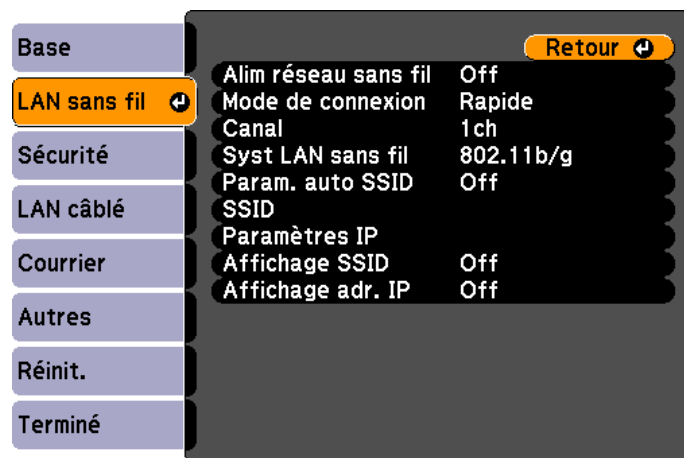 Base
LAN sans fil
Sécurité
LAN câblé
Courrier
Autres
Réinit.
Terminé
Retour
Alim réseau sans fil Off
Mode de connexion Rapide
Canal 1ch
Syst LAN sans fil 802.11b/g
Param. auto SSID Off
SSID
Paramètres IP
Affichage SSID Off
Affichage adr. IP Off